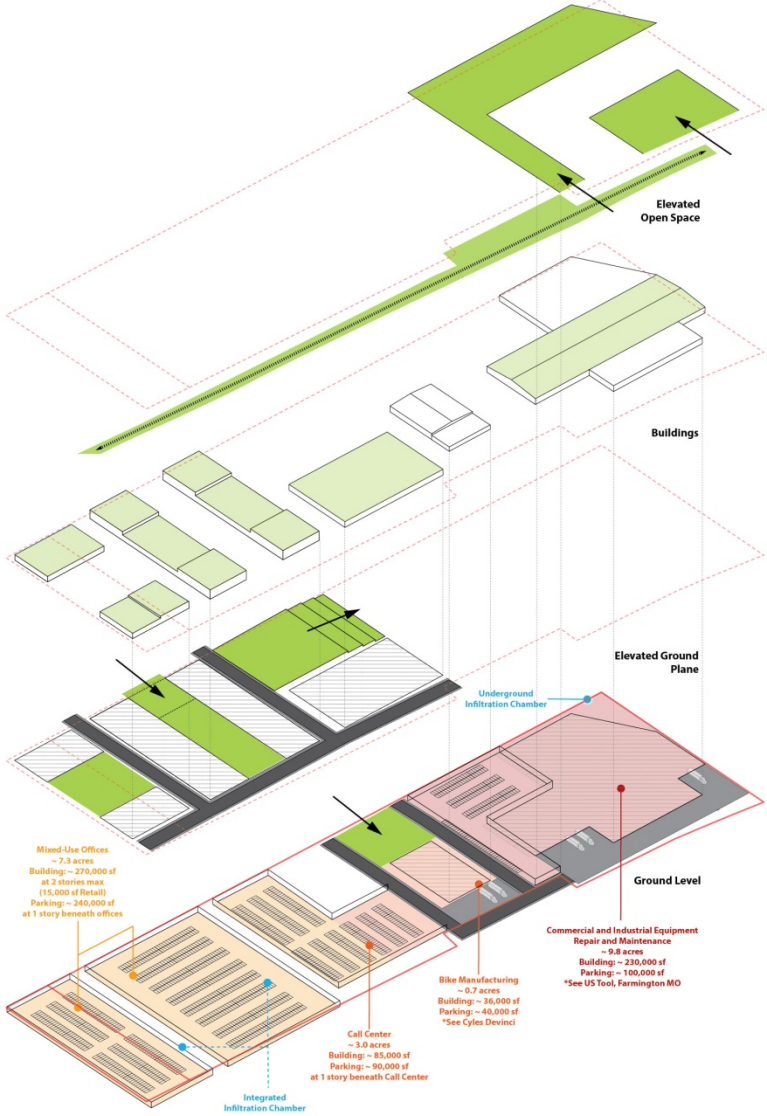 Elevated
Open Space
Buildings
Elevated Ground
Plane
Underground
Infiltration Chamber
Mixed-Use Offices
~ 7.3 acres
Building: ~ 270,000 sf
at 2 stories max
(15,000 sf Retail)
Parking: ~ 240,000 sf
at 1 story beneath offices
Ground Level
Commercial and Industrial Equipment
Repair and Maintenance
~ 9.8 acres
Building: ~ 230,000 sf
Parking: ~ 100,000 sf
*See US Tool, Farmington MO
Bike Manufacturing
~ 0.7 acres
Building: ~ 36,000 sf
Parking: ~ 40,000 sf
*See Cyles Devinci
Call Center
~ 3.0 acres
Building: ~ 85,000 sf
Parking: ~ 90,000 sf
at 1 story beneath Call Center
Integrated
Infiltration Chamber